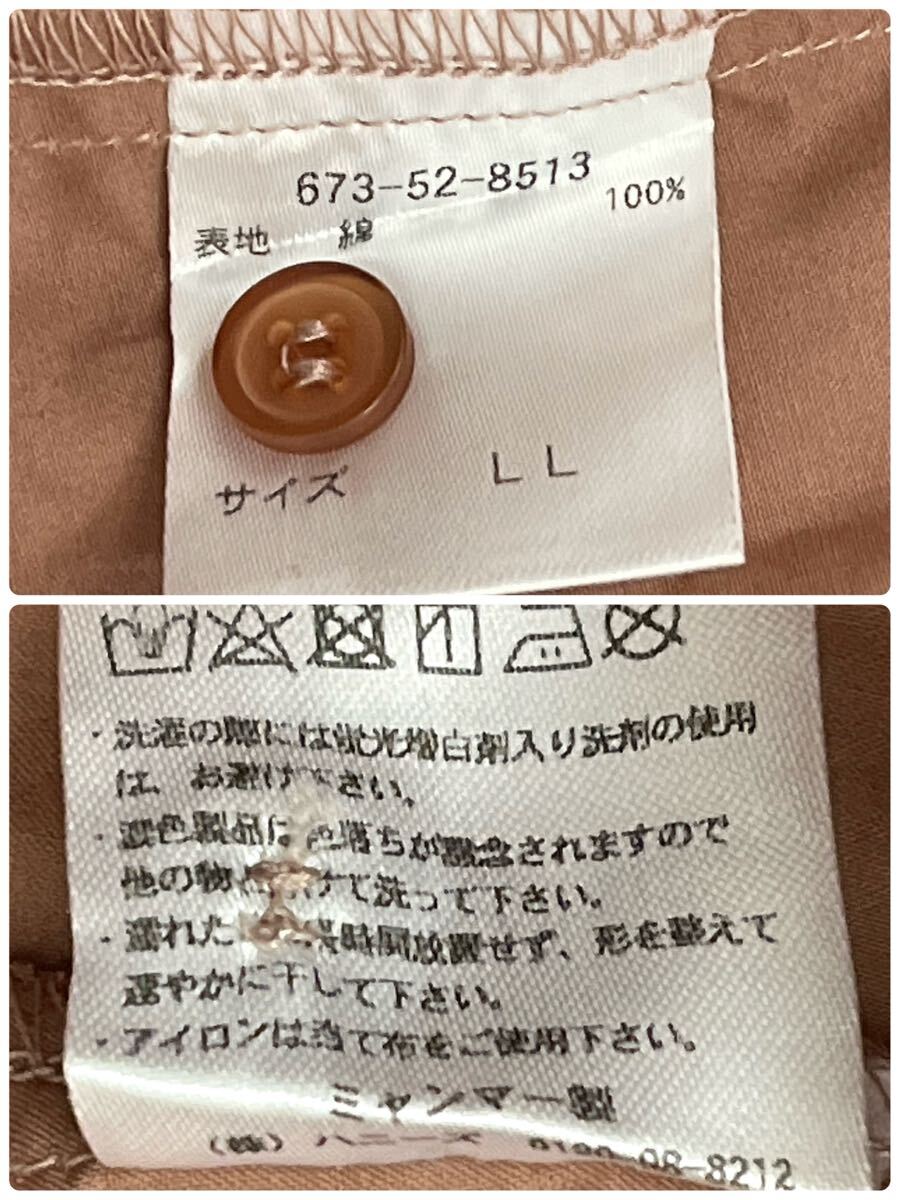 673-52-8513
表地 綿 100%
サイズ LL
・洗濯の際には蛍光増白剤入り洗剤の使用
は、お避け下さい。
・濃色製品は色落ちが懸念されますので
他の物と分けて洗って下さい。
・濡れた 長時間放置せず、形を整えて
速やかに干して下さい。
・アイロンは当て布をご使用下さい。
ミャンマー製
(株) ハニーズ 0120-08-8212